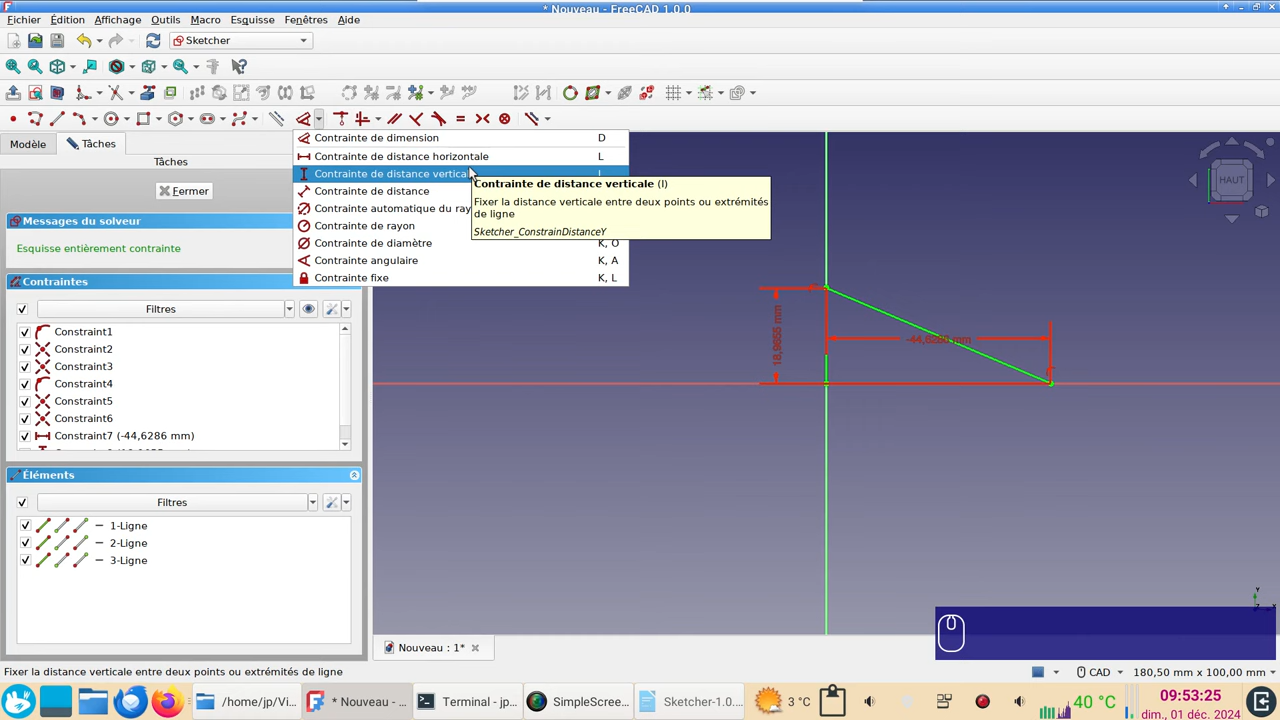 * Nouveau - FreeCAD 1.0.0
Fichier Édition Affichage Outils Macro Esquisse Fenêtres Aide
Sketcher
Modèle Tâches
Tâches
Fermer
Messages du solveur
Esquisse entièrement contrainte
Contraintes
Filtres
Constraint1
Constraint2
Constraint3
Constraint4
Constraint5
Constraint6
Constraint7 (-44,6286 mm)
Éléments
Filtres
1-Ligne
2-Ligne
3-Ligne
Contrainte de dimension D
Contrainte de distance horizontale L
Contrainte de distance vertical
Contrainte de distance
Contrainte automatique du ray
Contrainte de rayon
Contrainte de diamètre K, O
Contrainte angulaire K, A
Contrainte fixe K, L
Contrainte de distance verticale (I)
Fixer la distance verticale entre deux points ou extrémités
de ligne
Sketcher_ConstrainDistanceY
HAUT
Y
Nouveau : 1*
Fixer la distance verticale entre deux points ou extrémités de ligne
CAD 180,50 mm x 100,00 mm
/home/jp/Vi... * Nouveau - ... Terminal - jp... SimpleScree... Sketcher-1.0.... 3 °C 40 °C
09:53:25
dim., 01 déc. 2024